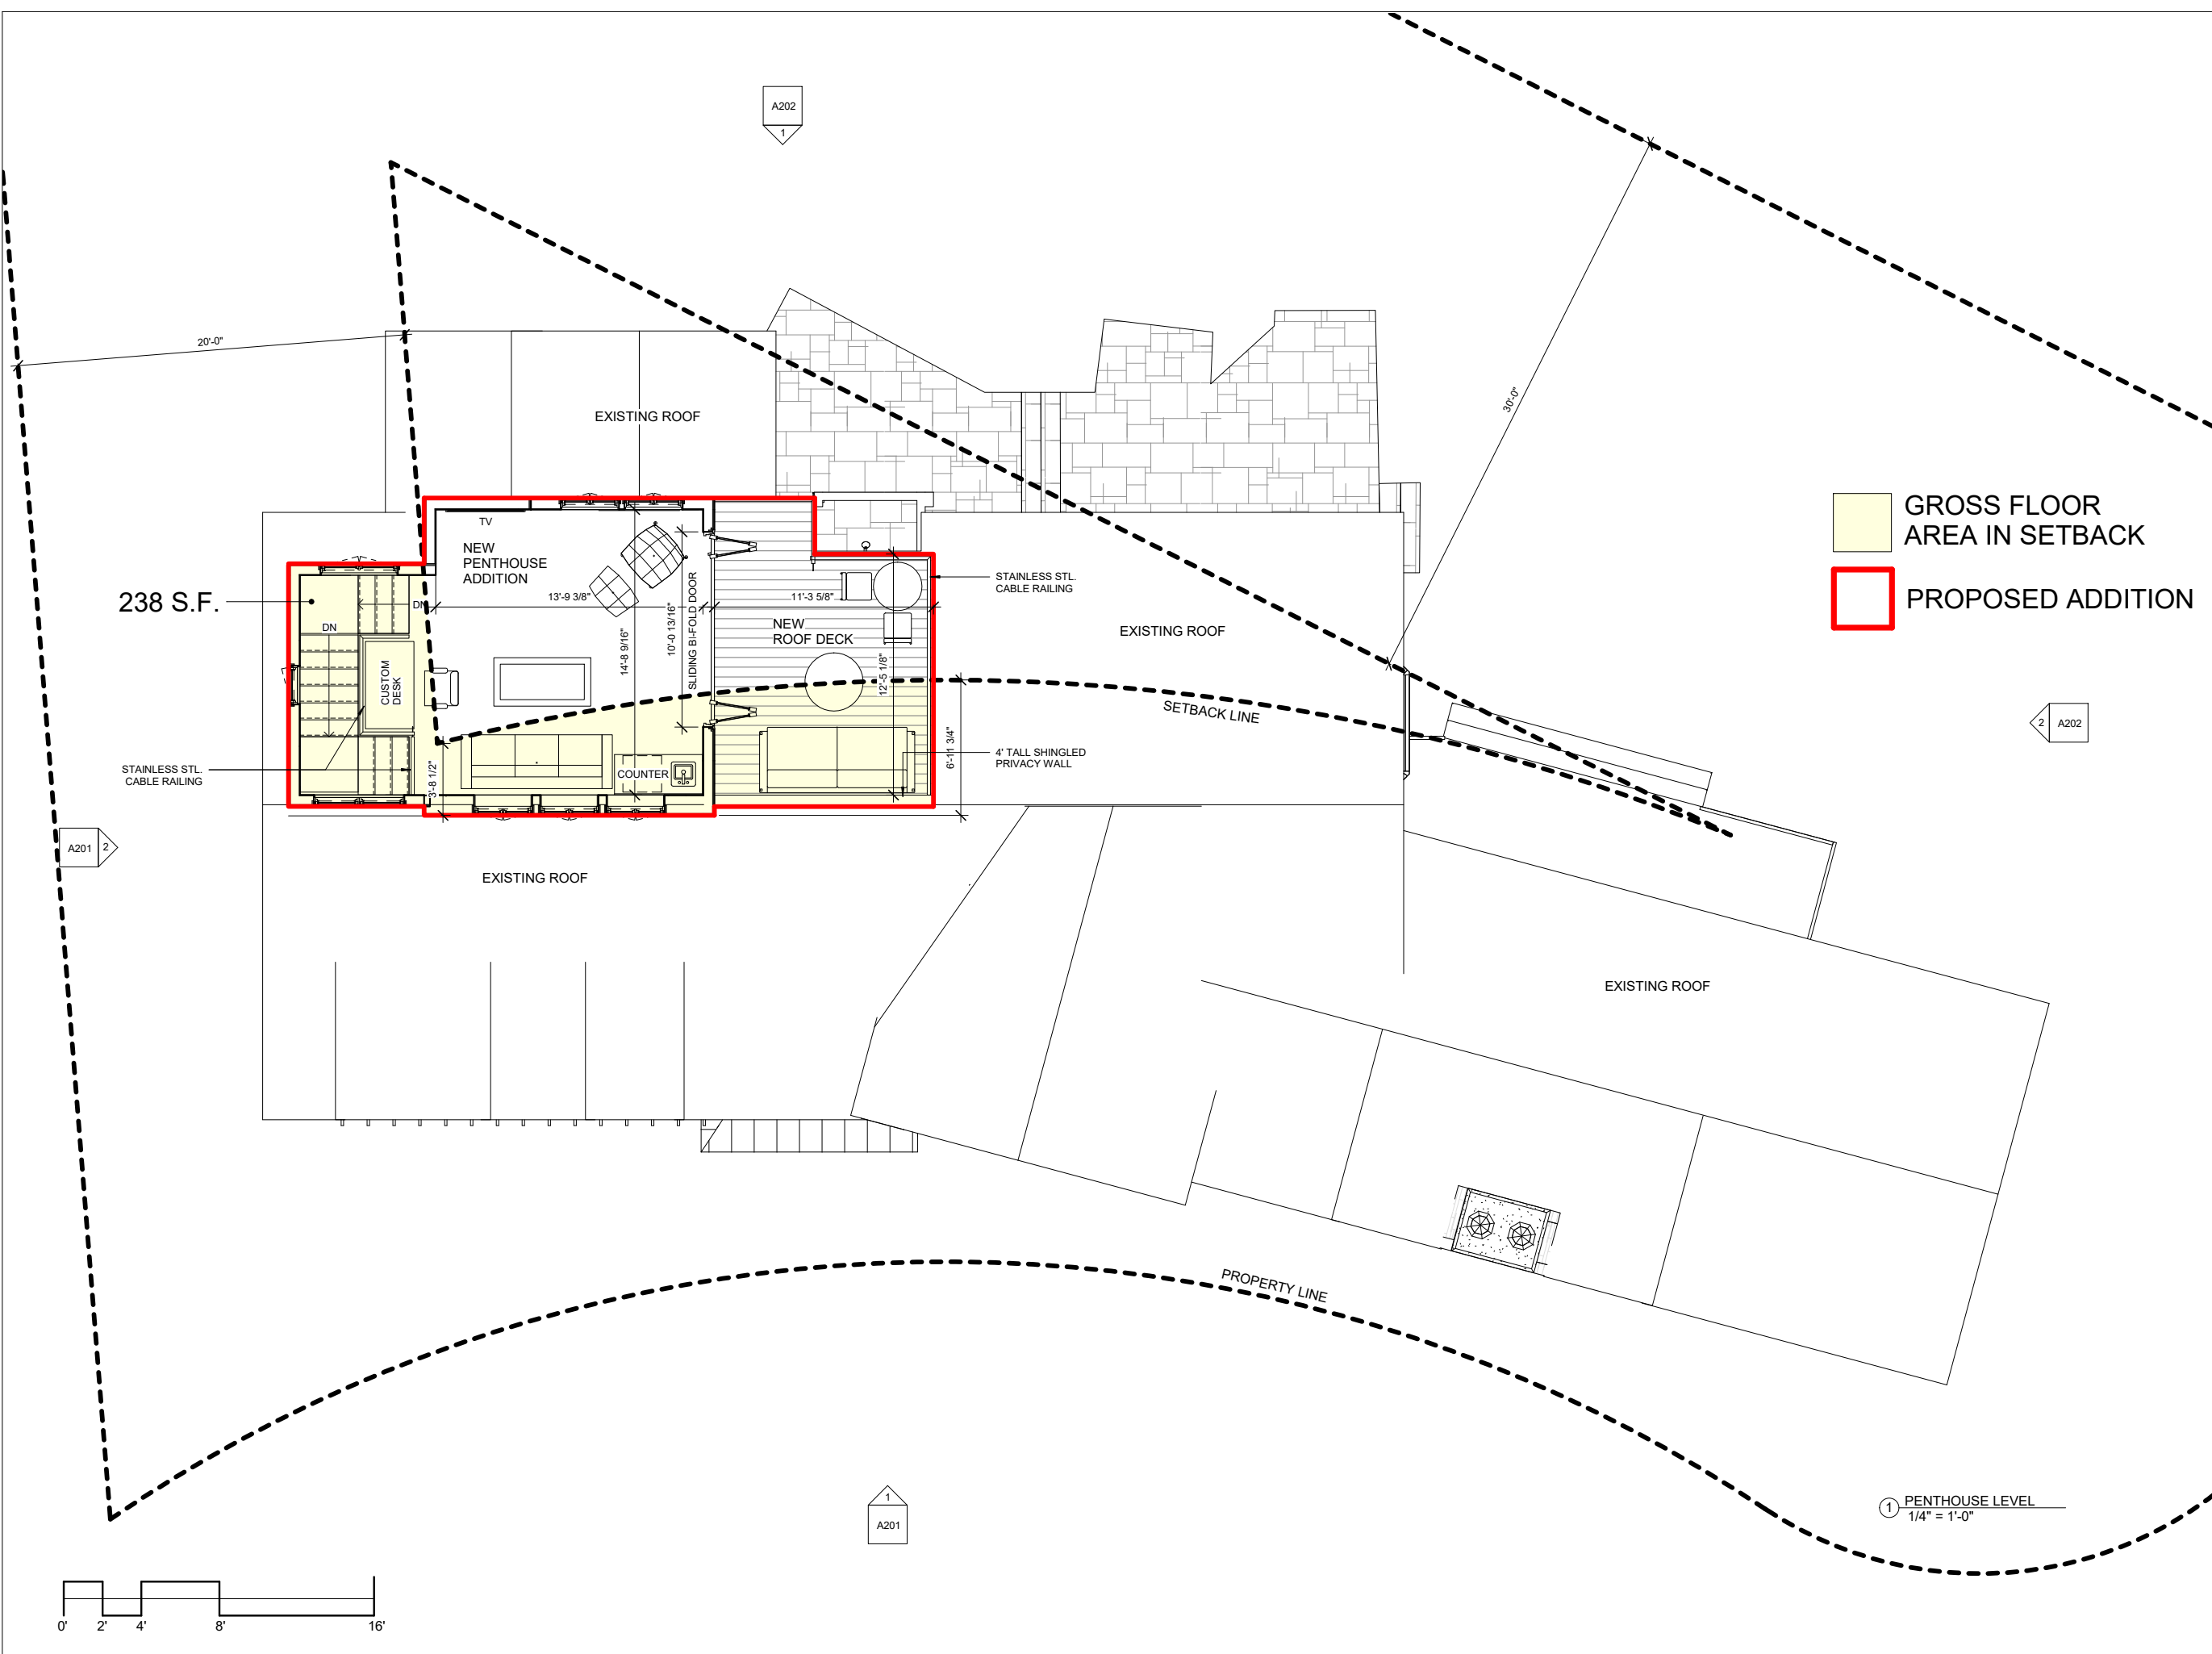 A202
1
20'-0"
30'-0"
EXISTING ROOF
GROSS FLOOR
AREA IN SETBACK
PROPOSED ADDITION
TV
NEW
PENTHOUSE
ADDITION
238 S.F.
DN
DN
13'-9 3/8"
14'-8 9/16"
10'-0 13/16"
SLIDING BI-FOLD DOOR
11'-3 5/8"
NEW
ROOF DECK
12'-5 1/8"
STAINLESS STL.
CABLE RAILING
EXISTING ROOF
CUSTOM
DESK
SETBACK LINE
2
A202
STAINLESS STL.
CABLE RAILING
3'-8 1/2"
COUNTER
6'-11 3/4"
4' TALL SHINGLED
PRIVACY WALL
A201
2
EXISTING ROOF
EXISTING ROOF
PROPERTY LINE
1
A201
1
PENTHOUSE LEVEL
1/4" = 1'-0"
0' 2' 4' 8' 16'